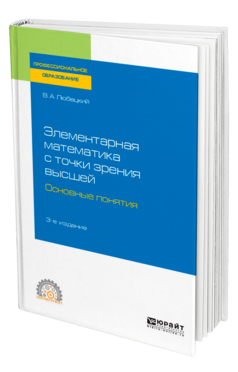 ПРОФЕССИОНАЛЬНОЕ
ОБРАЗОВАНИЕ
В. А. Любецкий
Элементарная
математика
с точки зрения
высшей
Основные понятия
3-е издание
юрайт